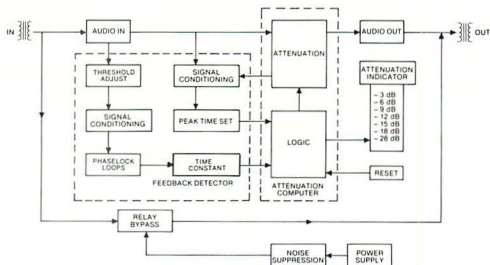 IN
AUDIO IN
ATTENUATION
AUDIO OUT
OUT
THRESHOLD
ADJUST
SIGNAL
CONDITIONING
ATTENUATION
INDICATOR
- 3 dB
- 6 dB
- 9 dB
- 12 dB
- 15 dB
- 18 dB
- 28 dB
SIGNAL
CONDITIONING
PEAK TIME SET
LOGIC
PHASELOCK
LOOPS
TIME
CONSTANT
FEEDBACK DETECTOR
RESET
ATTENUATION
COMPUTER
RELAY
BYPASS
NOISE
SUPPRESSION
POWER
SUPPLY